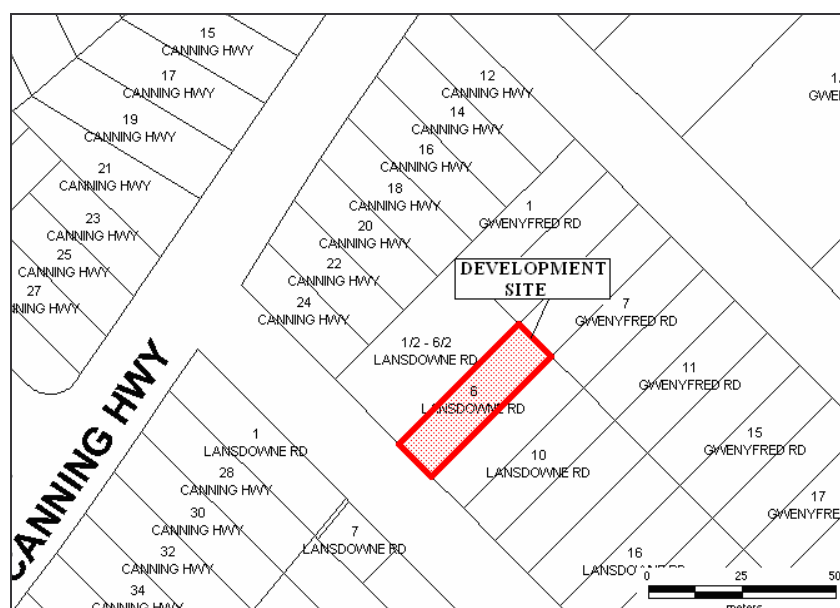 15
CANNING HWY
17
CANNING HWY
19
CANNING HWY
21
CANNING HWY
23
CANNING HWY
25
CANNING HWY
27
12
CANNING HWY
14
CANNING HWY
16
CANNING HWY
18
CANNING HWY
20
CANNING HWY
22
CANNING HWY
24
CANNING HWY
1
GWENYFRED RD
DEVELOPMENT
SITE
7
GWENYFRED RD
11
GWENYFRED RD
15
GWENYFRED RD
17
1/2 - 6/2
LANSDOWNE RD
6
LANSDOWNE RD
10
LANSDOWNE RD
16
CANNING HWY
1
LANSDOWNE RD
28
CANNING HWY
30
CANNING HWY
32
CANNING HWY
34
CANNING HWY
7
LANSDOWNE RD
0 25 50
meters